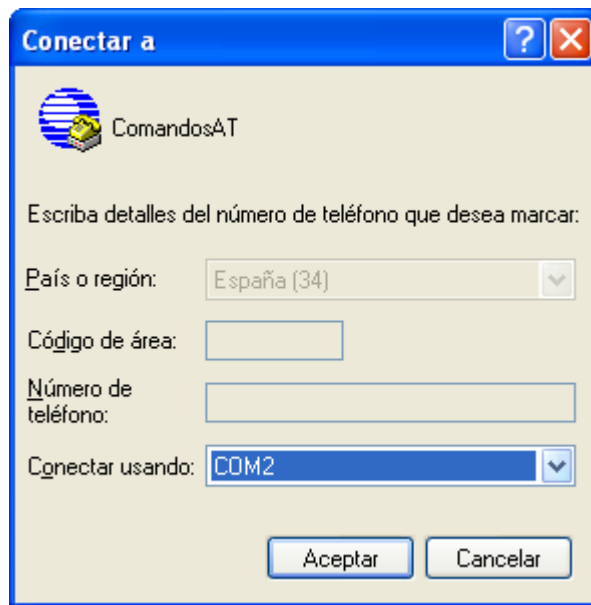 Conectar a
ComandosAT
Escriba detalles del número de teléfono que desea marcar:
País o región: España (34)
Código de área:
Número de
teléfono:
Conectar usando: COM2
Aceptar Cancelar